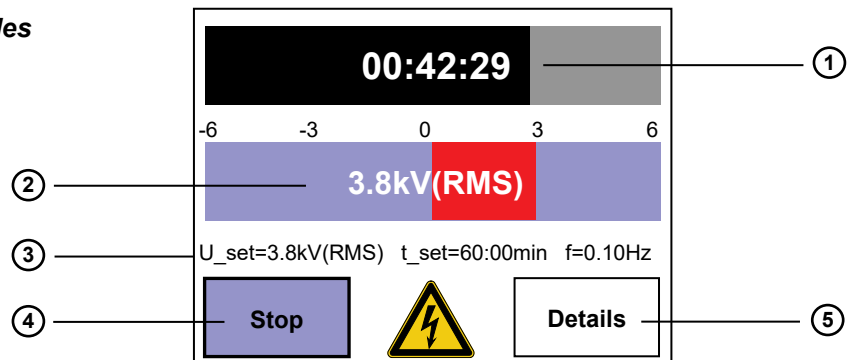 les
00:42:29
1
-6 -3 0 3 6
2
3.8kV(RMS)
3
U_set=3.8kV(RMS) t_set=60:00min f=0.10Hz
4
Stop
Details
5